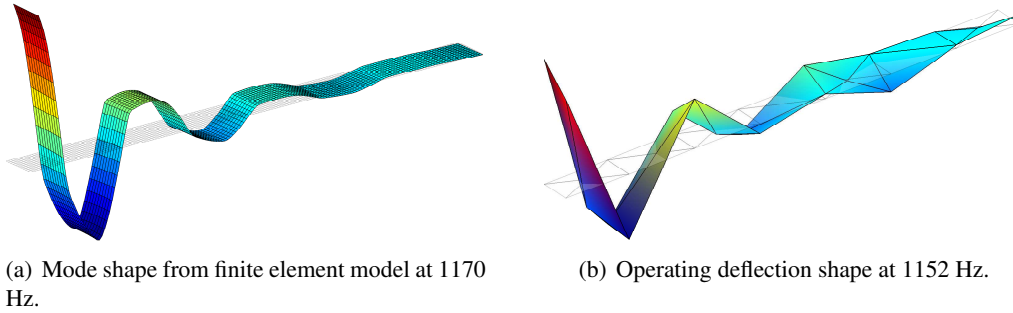 (a) Mode shape from finite element model at 1170
Hz.
(b) Operating deflection shape at 1152 Hz.